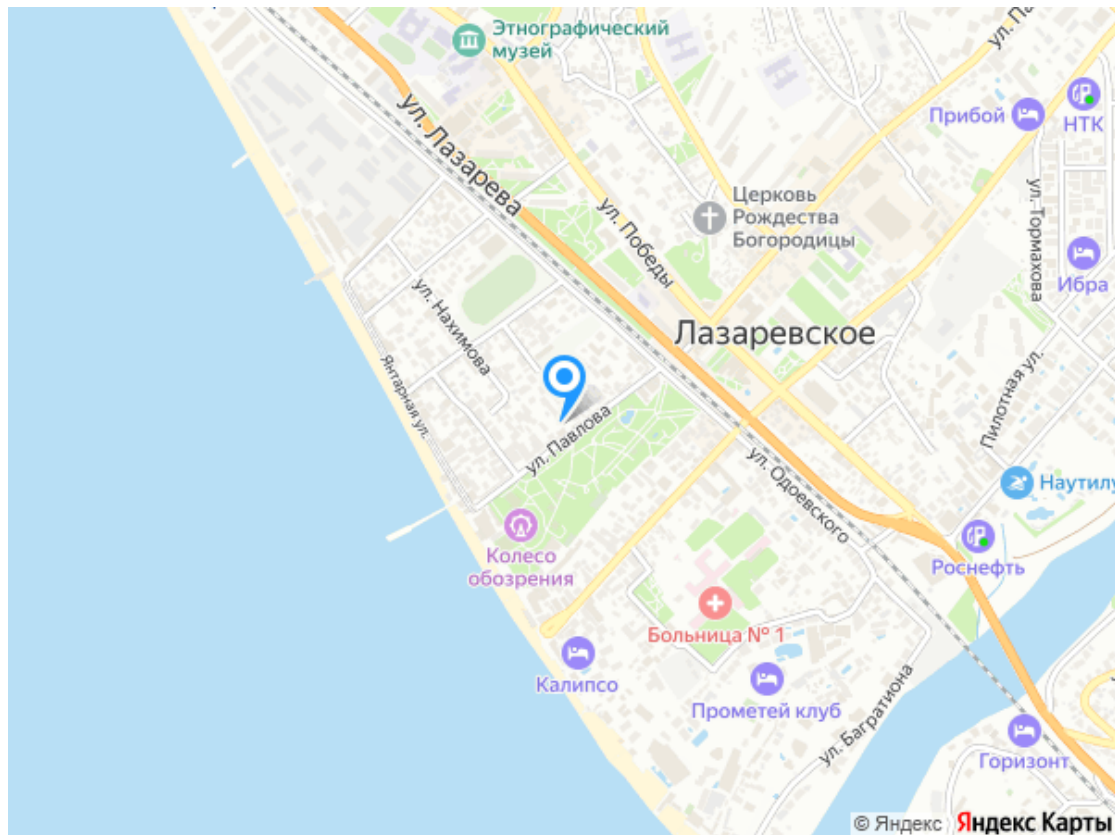 Этнографический
музей
ул. Па
Прибой
НТК
ул. Лазарева
Церковь
Рождества
Богородицы
ул. Победы
ул. Тормахова
Ибра
ул. Нахимова
Лазаревское
Янтарная ул.
Пилотная ул.
ул. Павлова
ул. Одоевского
Наутилу
Колесо
обозрения
Роснефть
Больница № 1
Калипсо
Прометей клуб
ул. Багратиона
Горизонт
© Яндекс Яндекс Карты